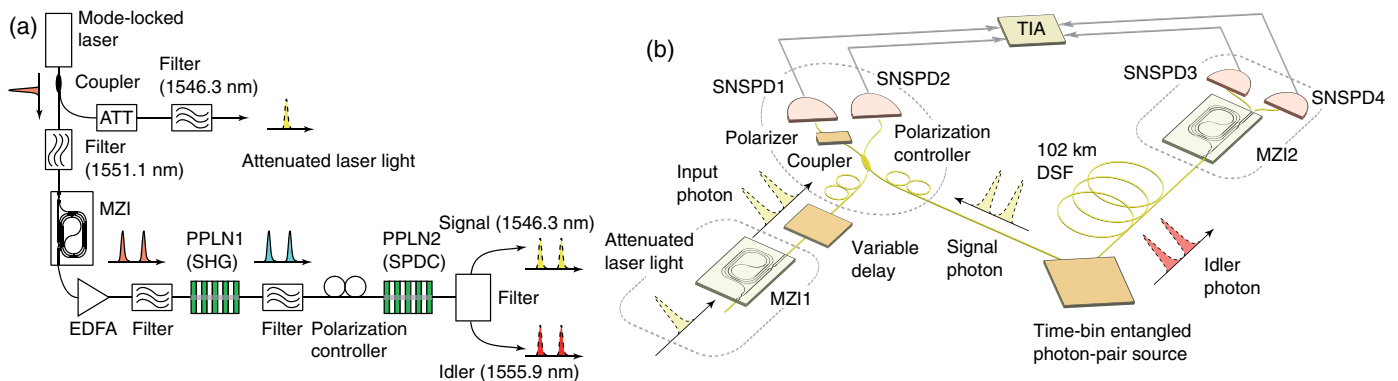 (a)
Mode-locked
laser
Coupler
Filter
(1546.3 nm)
ATT
Attenuated laser light
Filter
(1551.1 nm)
MZI
PPLN1
(SHG)
PPLN2
(SPDC)
Signal (1546.3 nm)
EDFA
Filter
Filter
Polarization
controller
Filter
Idler (1555.9 nm)
(b)
TIA
SNSPD1
SNSPD2
SNSPD3
SNSPD4
Polarizer
Coupler
Polarization
controller
MZI2
102 km
DSF
Input
photon
Attenuated
laser light
Variable
delay
MZI1
Signal
photon
Idler
photon
Time-bin entangled
photon-pair source